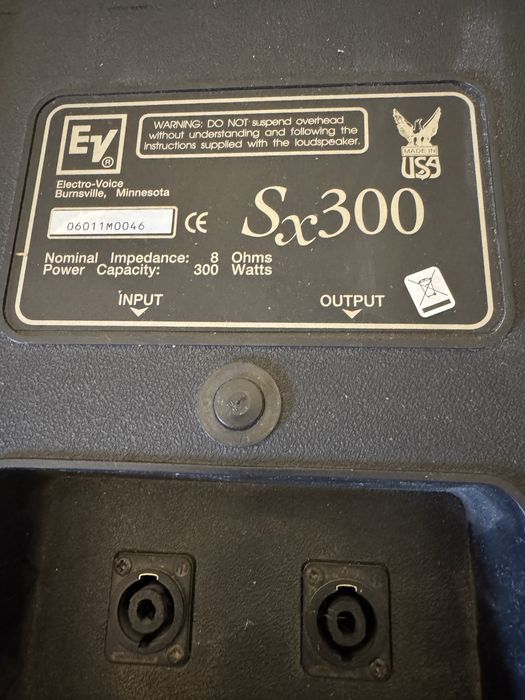 WARNING: DO NOT suspend overhead
without understanding and following the
instructions supplied with the loudspeaker.
EV®
MADE IN
USA
Electro-Voice
Burnsville, Minnesota
06011M0046
CE
Sx300
Nominal Impedance: 8 Ohms
Power Capacity: 300 Watts
INPUT
OUTPUT